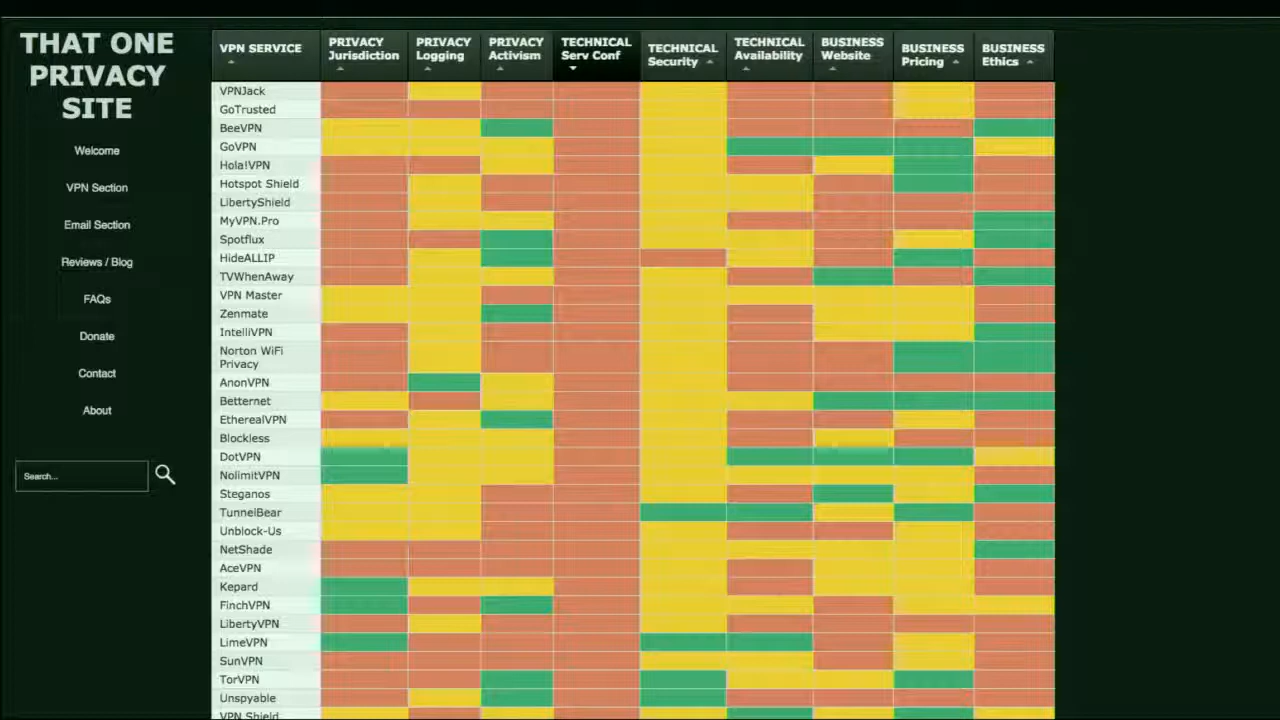 THAT ONE
PRIVACY
SITE
Welcome
VPN Section
Email Section
Reviews / Blog
FAQs
Donate
Contact
About
Search...
VPN SERVICE
PRIVACY
Jurisdiction
PRIVACY
Logging
PRIVACY
Activism
TECHNICAL
Serv Conf
TECHNICAL
Security
TECHNICAL
Availability
BUSINESS
Website
BUSINESS
Pricing
BUSINESS
Ethics
VPNJack
GoTrusted
BeeVPN
GoVPN
Hola!VPN
Hotspot Shield
LibertyShield
MyVPN.Pro
Spotflux
HideALLIP
TVWhenAway
VPN Master
Zenmate
IntelliVPN
Norton WiFi
Privacy
AnonVPN
Betternet
EtherealVPN
Blockless
DotVPN
NolimitVPN
Steganos
TunnelBear
Unblock-Us
NetShade
AceVPN
Kepard
FinchVPN
LibertyVPN
LimeVPN
SunVPN
TorVPN
Unspyable
VPN Shield